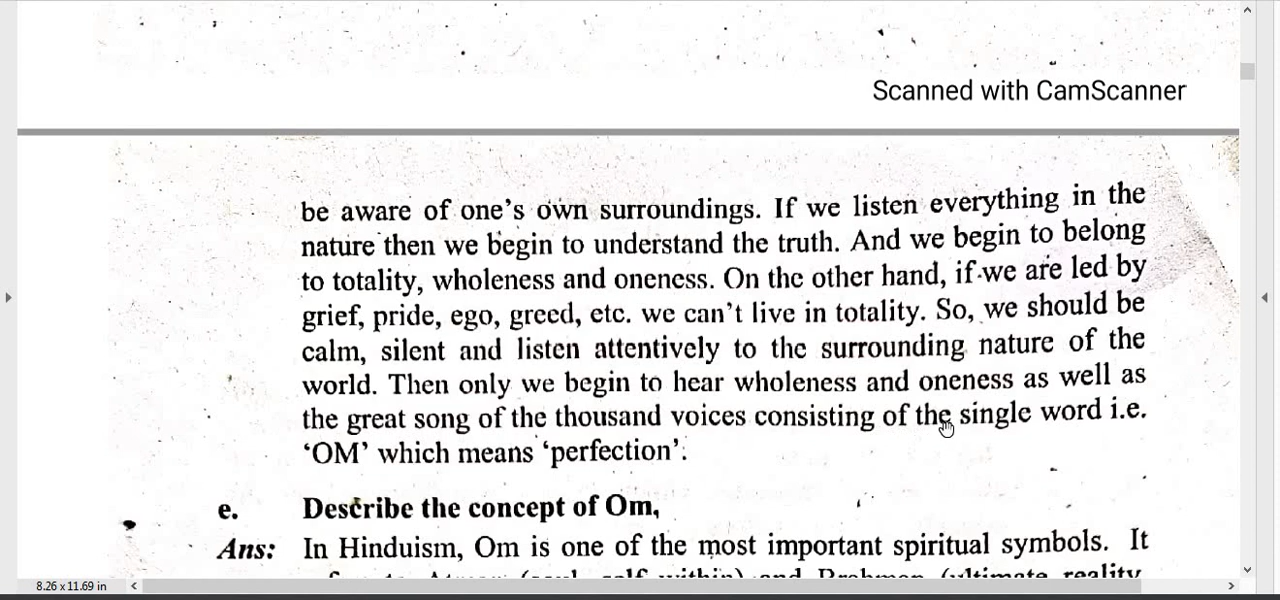 Scanned with CamScanner
be aware of one's own surroundings. If we listen everything in the
nature then we begin to understand the truth. And we begin to belong
to totality, wholeness and oneness. On the other hand, if we are led by
grief, pride, ego, greed, etc. we can't live in totality. So, we should be
calm, silent and listen attentively to the surrounding nature of the
world. Then only we begin to hear wholeness and oneness as well as
the great song of the thousand voices consisting of the single word i.e.
'OM' which means 'perfection'.
e. Describe the concept of Om,
Ans: In Hinduism, Om is one of the most important spiritual symbols. It
self within) and Brahman (ultimate reality
8.26 x 11.69 in